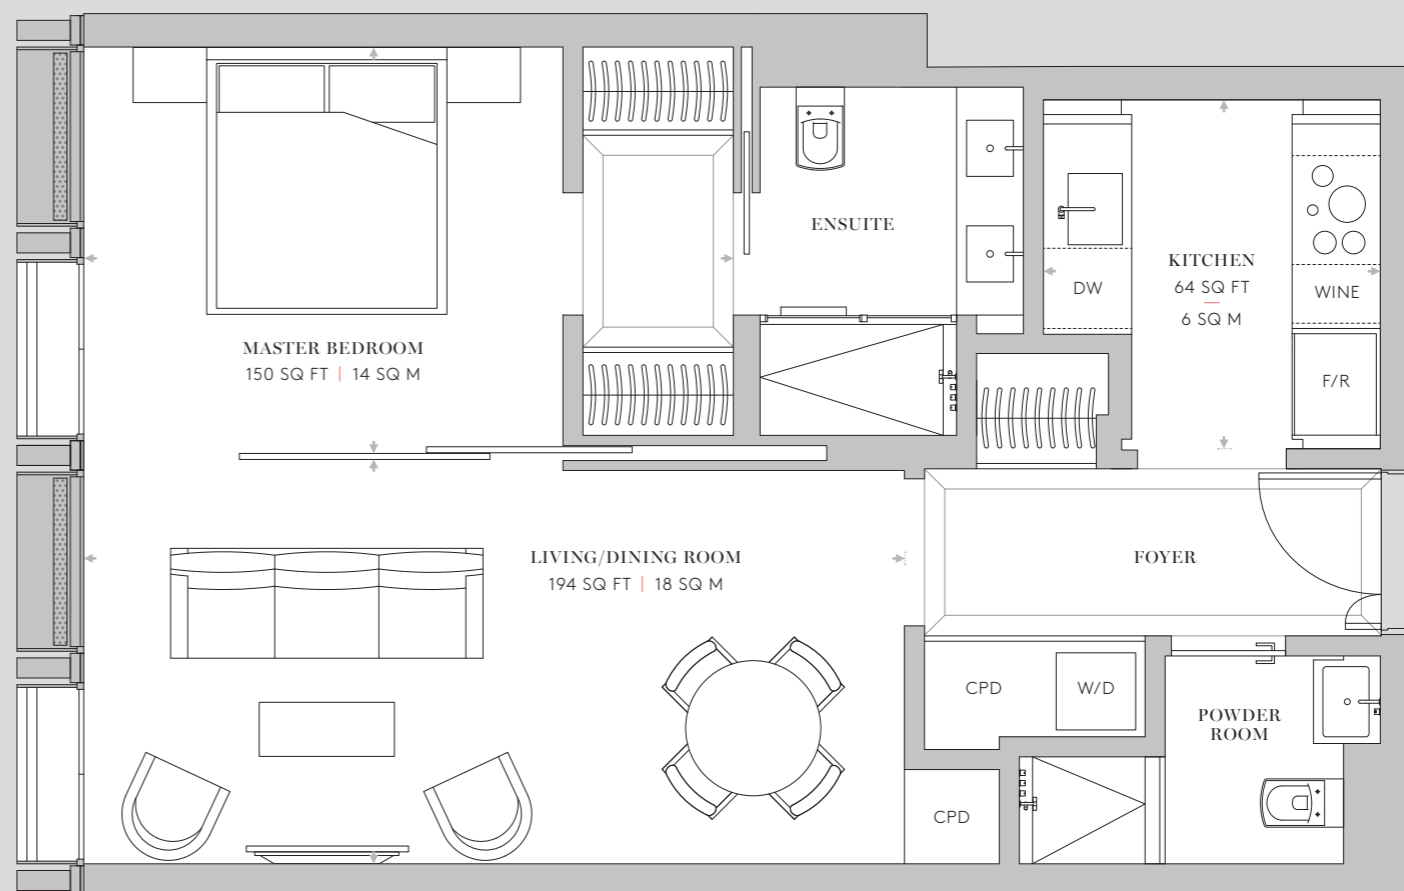 ENSUITE
KITCHEN
64 SQ FT
6 SQ M
DW
WINE
F/R
MASTER BEDROOM
150 SQ FT | 14 SQ M
LIVING/DINING ROOM
194 SQ FT | 18 SQ M
FOYER
CPD
W/D
POWDER
ROOM
CPD